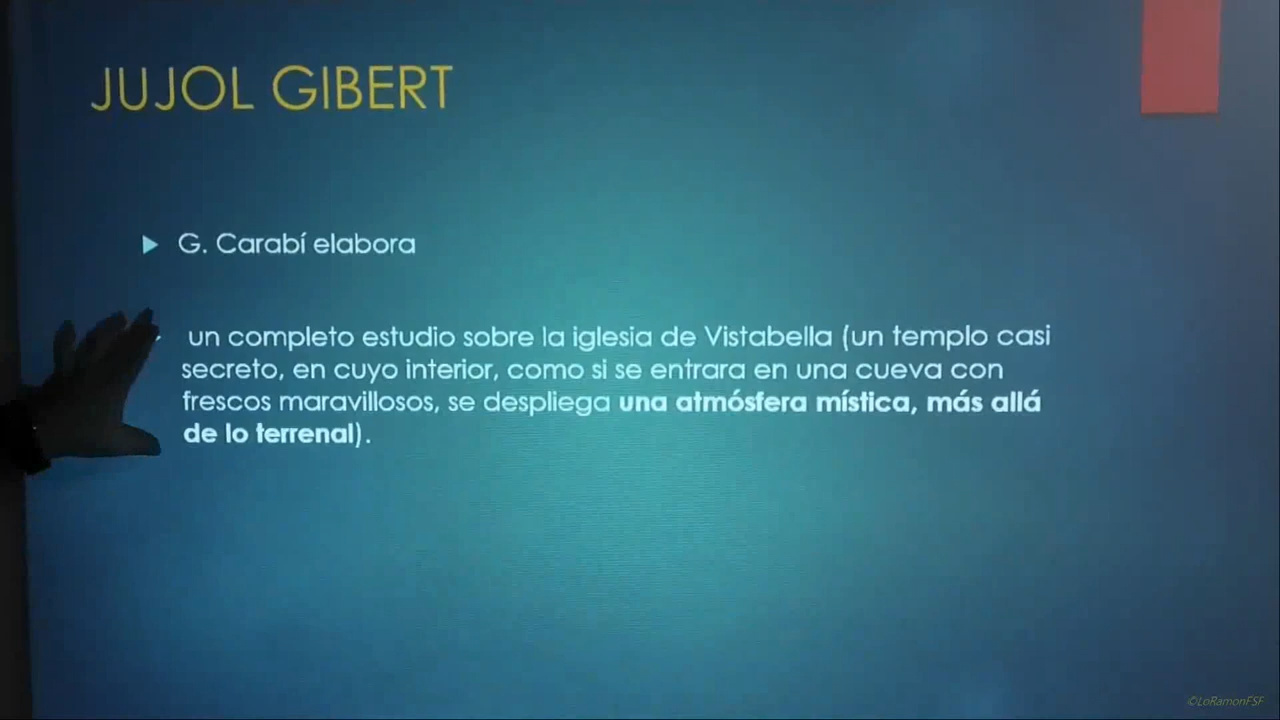 JUJOL GIBERT
G. Carabí elabora
un completo estudio sobre la iglesia de Vistabella (un templo casi
secreto, en cuyo interior, como si se entrara en una cueva con
frescos maravillosos, se despliega una atmósfera mística, más allá
de lo terrenal).
©LoRamonFSF